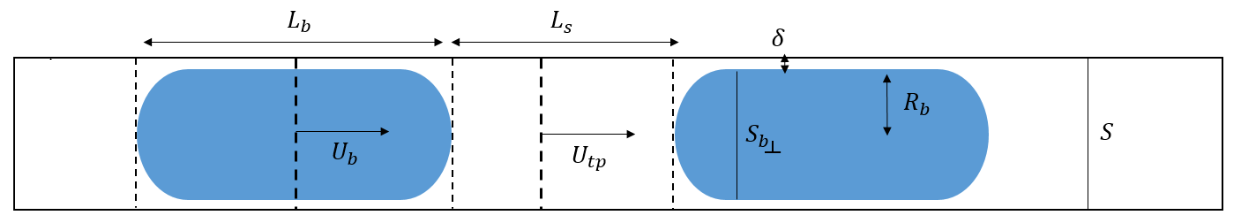 L_b
L_s
δ
U_b
U_tp
S_b⊥
R_b
S